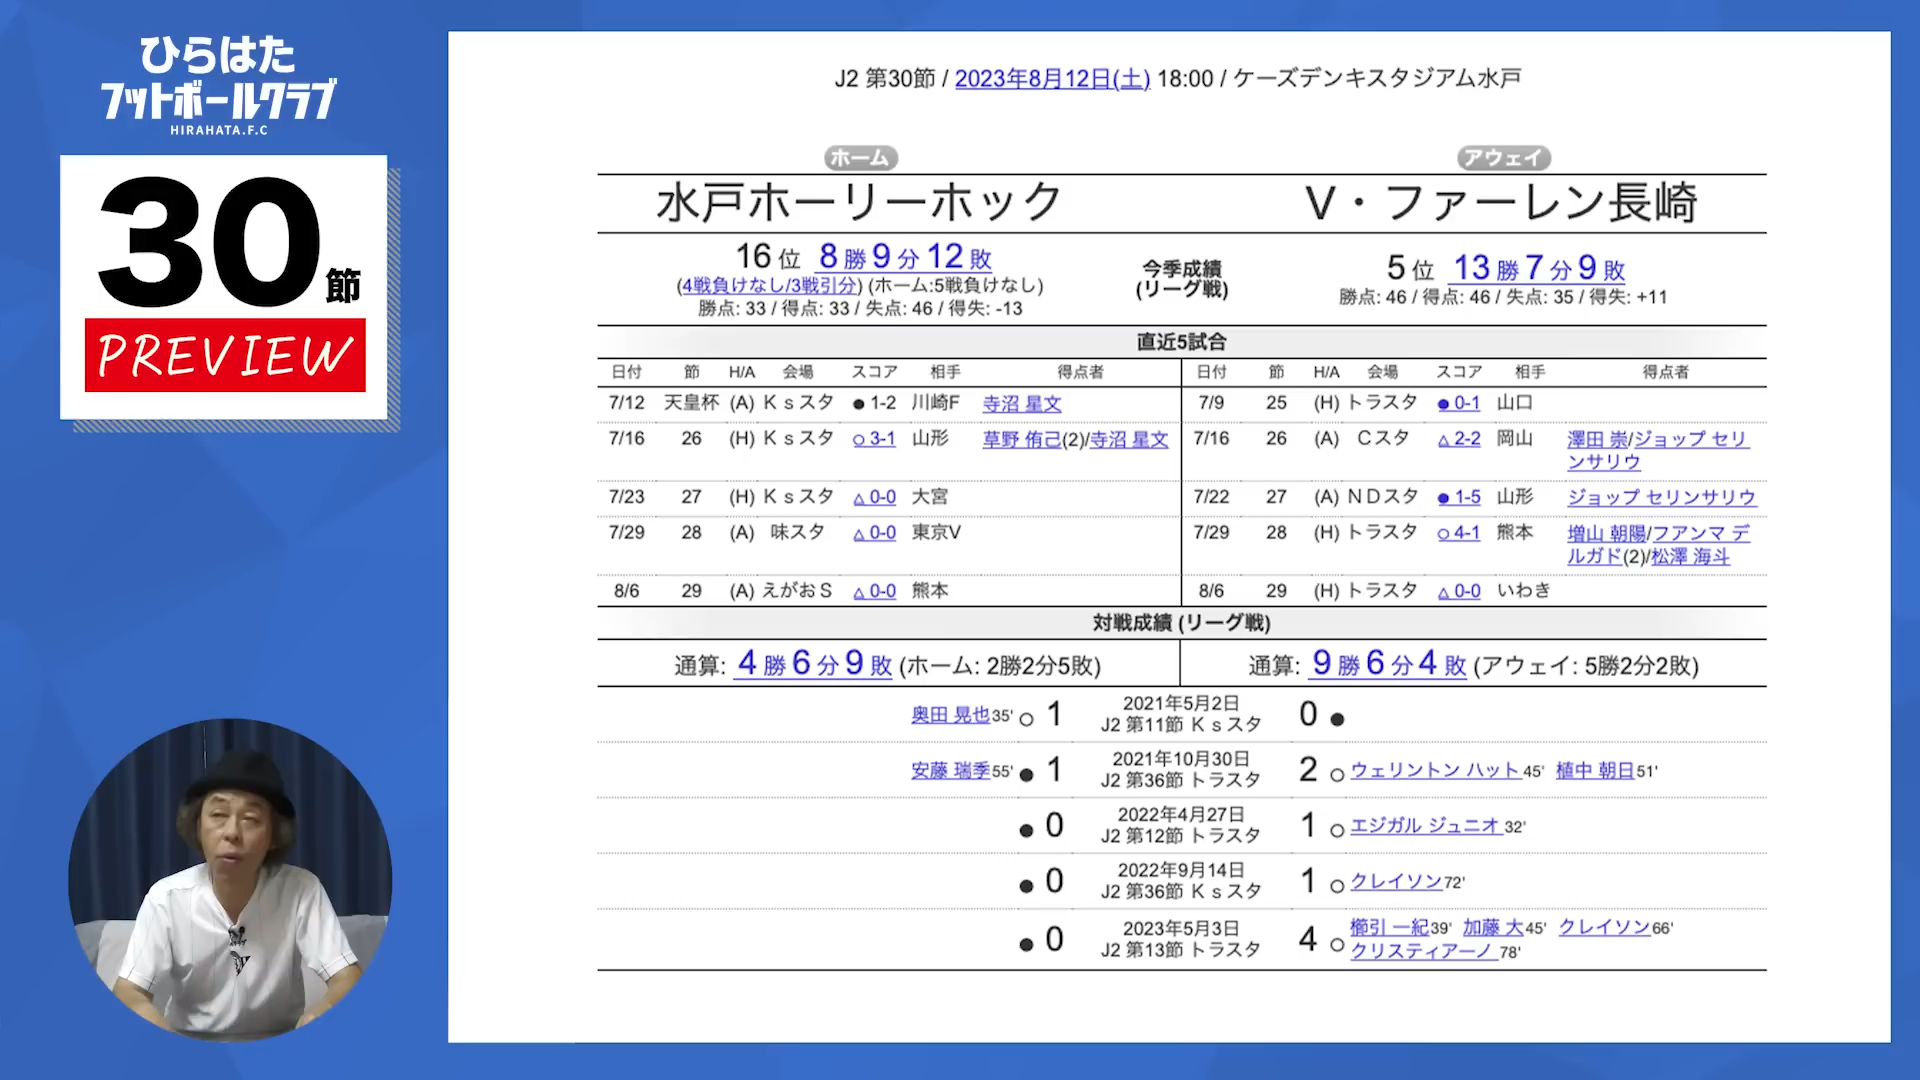 ひらはた
フットボールクラブ
HIRAHATA.F.C
30節
PREVIEW
J2 第30節 / 2023年8月12日(土) 18:00 / ケーズデンキスタジアム水戸
ホーム アウェイ
水戸ホーリーホック V・ファーレン長崎
16位 8勝9分12敗
(4戦負けなし/3戦引分) (ホーム:5戦負けなし)
勝点: 33 / 得点: 33 / 失点: 46 / 得失: -13
今季成績
(リーグ戦)
5位 13勝7分9敗
勝点: 46 / 得点: 46 / 失点: 35 / 得失: +11
直近5試合
日付 節 H/A 会場 スコア 相手 得点者 日付 節 H/A 会場 スコア 相手 得点者
7/12 天皇杯 (A) Ksスタ ●1-2 川崎F 寺沼 星文 7/9 25 (H) トラスタ ●0-1 山口
7/16 26 (H) Ksスタ ○3-1 山形 草野 侑己(2)/寺沼 星文 7/16 26 (A) Cスタ △2-2 岡山 澤田 崇/ジョップ セリ
ンサリウ
7/23 27 (H) Ksスタ △0-0 大宮 7/22 27 (A) NDスタ ●1-5 山形 ジョップ セリンサリウ
7/29 28 (A) 味スタ △0-0 東京V 7/29 28 (H) トラスタ ○4-1 熊本 増山 朝陽/フアンマ デ
ルガド(2)/松澤 海斗
8/6 29 (A) えがおS △0-0 熊本 8/6 29 (H) トラスタ △0-0 いわき
対戦成績 (リーグ戦)
通算: 4勝6分9敗 (ホーム: 2勝2分5敗) 通算: 9勝6分4敗 (アウェイ: 5勝2分2敗)
奥田 晃也35' ○ 1 2021年5月2日 0 ●
J2 第11節 Ksスタ
安藤 瑞季55' ● 1 2021年10月30日 2 ○ ウェリントン ハット45' 植中 朝日51'
J2 第36節 トラスタ
● 0 2022年4月27日 1 ○ エジガル ジュニオ32'
J2 第12節 トラスタ
● 0 2022年9月14日 1 ○ クレイソン72'
J2 第36節 Ksスタ
● 0 2023年5月3日 4 ○ 櫛引 一紀39' 加藤 大45' クレイソン66'
J2 第13節 トラスタ クリスティアーノ78'